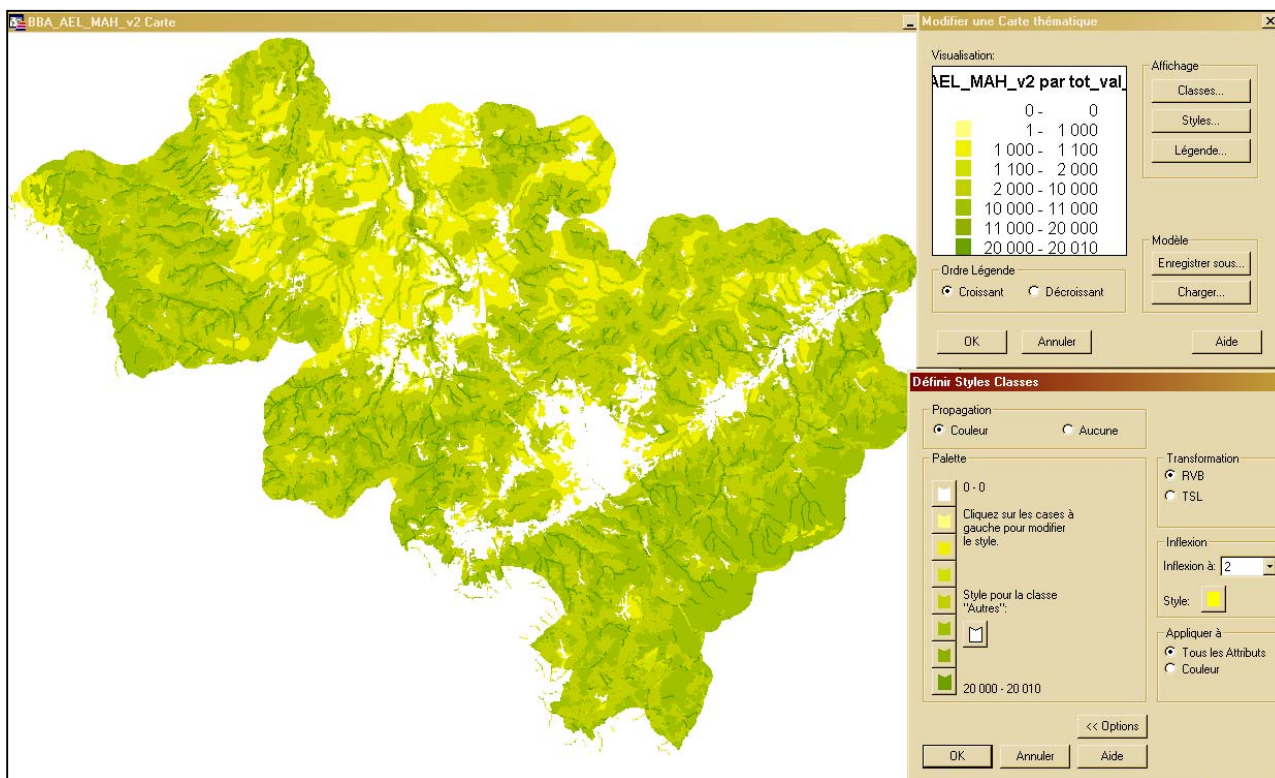 BBA_AEL_MAH_v2 Carte
Modifier une Carte thématique
Visualisation:
AEL_MAH_v2 par tot_val_
0 - 0
1 - 1 000
1 000 - 1 100
1 100 - 2 000
2 000 - 10 000
10 000 - 11 000
11 000 - 20 000
20 000 - 20 010
Affichage
Classes...
Styles...
Légende...
Ordre Légende
Croissant
Décroissant
Modèle
Enregistrer sous...
Charger...
OK
Annuler
Aide
Définir Styles Classes
Propagation
Couleur
Aucune
Palette
0 - 0
Cliquez sur les cases à
gauche pour modifier
le style.
Style pour la classe
"Autres":
20 000 - 20 010
Transformation
RVB
TSL
Inflexion
Inflexion à: 2
Style:
Appliquer à
Tous les Attributs
Couleur
<< Options
OK
Annuler
Aide